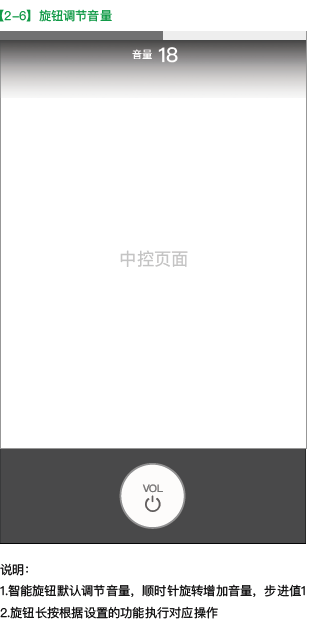 【2-6】旋钮调节音量
音量 18
中控页面
VOL
说明：
1.智能旋钮默认调节音量，顺时针旋转增加音量，步进值1
2.旋钮长按根据设置的功能执行对应操作